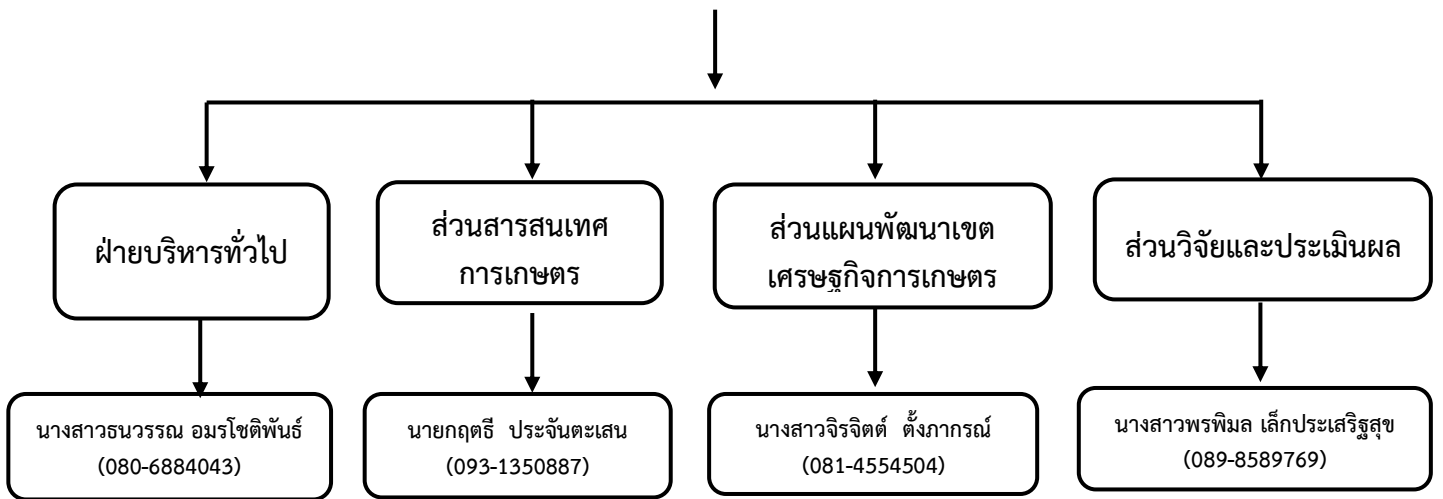 ฝ่ายบริหารทั่วไป
ส่วนสารสนเทศ
การเกษตร
ส่วนแผนพัฒนาเขต
เศรษฐกิจการเกษตร
ส่วนวิจัยและประเมินผล
นางสาวธนวรรณ อมรโชติพันธ์
(080-6884043)
นายกฤตธี ประจันตะเสน
(093-1350887)
นางสาวจิรจิตต์ ตั้งภากรณ์
(081-4554504)
นางสาวพรพิมล เล็กประเสริฐสุข
(089-8589769)